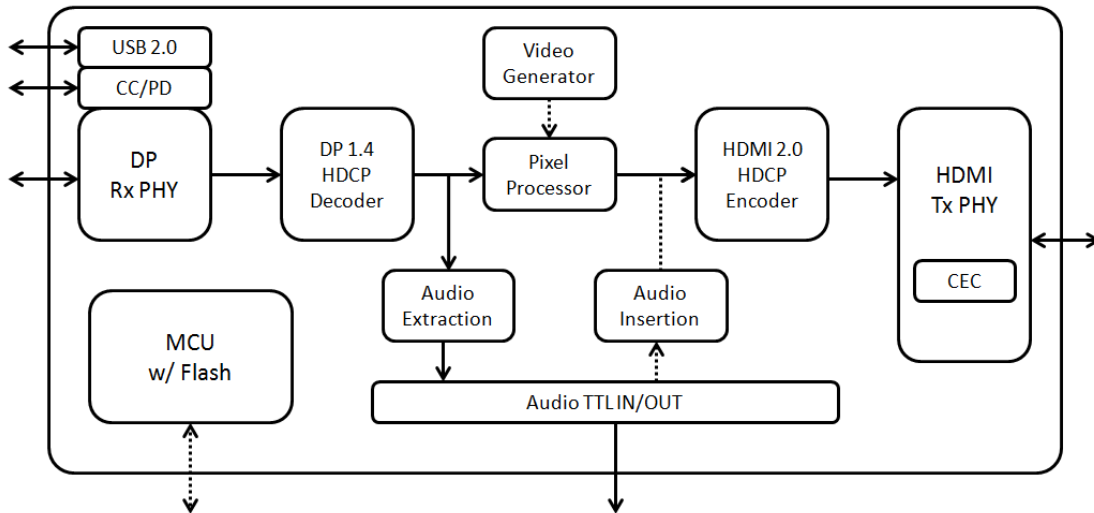 USB 2.0
CC/PD
DP
Rx PHY
DP 1.4
HDCP
Decoder
Video
Generator
Pixel
Processor
HDMI 2.0
HDCP
Encoder
HDMI
Tx PHY
CEC
Audio
Extraction
Audio
Insertion
MCU
w/ Flash
Audio TTLIN/OUT